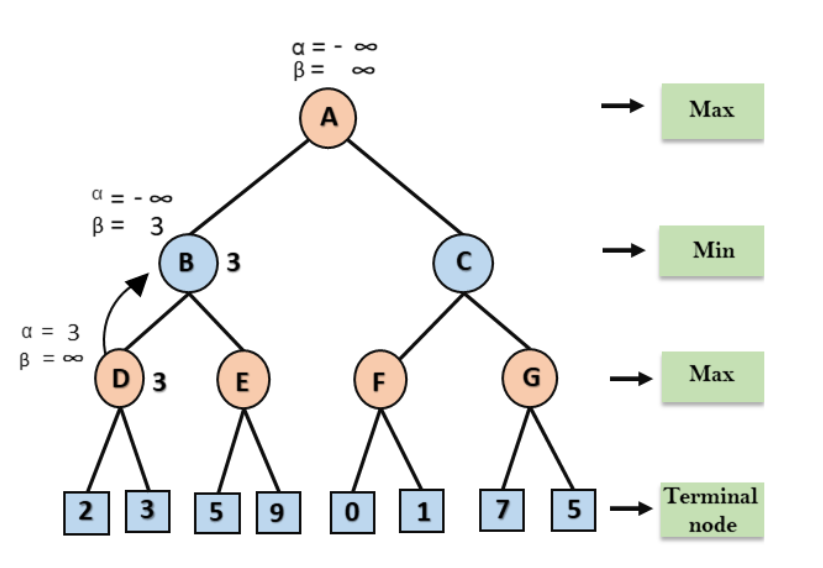 α = - ∞
β = ∞
A
Max
α = - ∞
β = 3
B 3
C
Min
α = 3
β = ∞
D 3
E
F
G
Max
2 3 5 9 0 1 7 5
Terminal
node